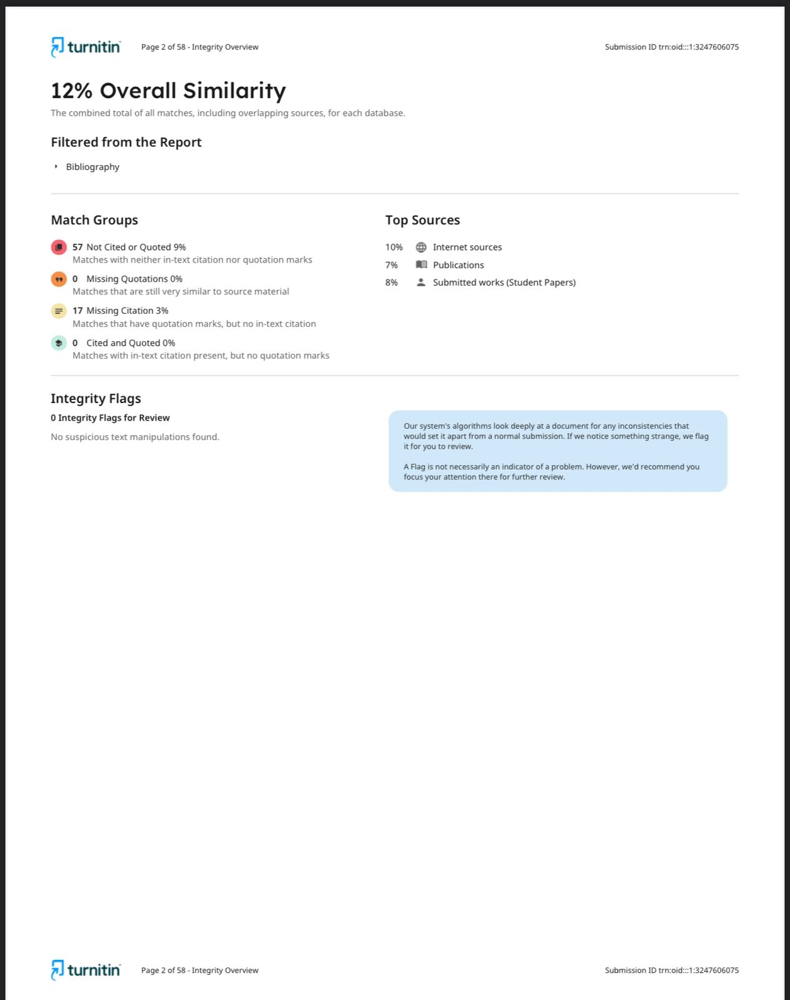 turnitin Page 2 of 58 - Integrity Overview Submission ID trn:oid:::1:3247606075
12% Overall Similarity
The combined total of all matches, including overlapping sources, for each database.
Filtered from the Report
Bibliography
Match Groups
57 Not Cited or Quoted 9%
Matches with neither in-text citation nor quotation marks
0 Missing Quotations 0%
Matches that are still very similar to source material
17 Missing Citation 3%
Matches that have quotation marks, but no in-text citation
0 Cited and Quoted 0%
Matches with in-text citation present, but no quotation marks
Top Sources
10% Internet sources
7% Publications
8% Submitted works (Student Papers)
Integrity Flags
0 Integrity Flags for Review
No suspicious text manipulations found.
Our system's algorithms look deeply at a document for any inconsistencies that
would set it apart from a normal submission. If we notice something strange, we flag
it for you to review.
A Flag is not necessarily an indicator of a problem. However, we'd recommend you
focus your attention there for further review.
turnitin Page 2 of 58 - Integrity Overview Submission ID trn:oid:::1:3247606075